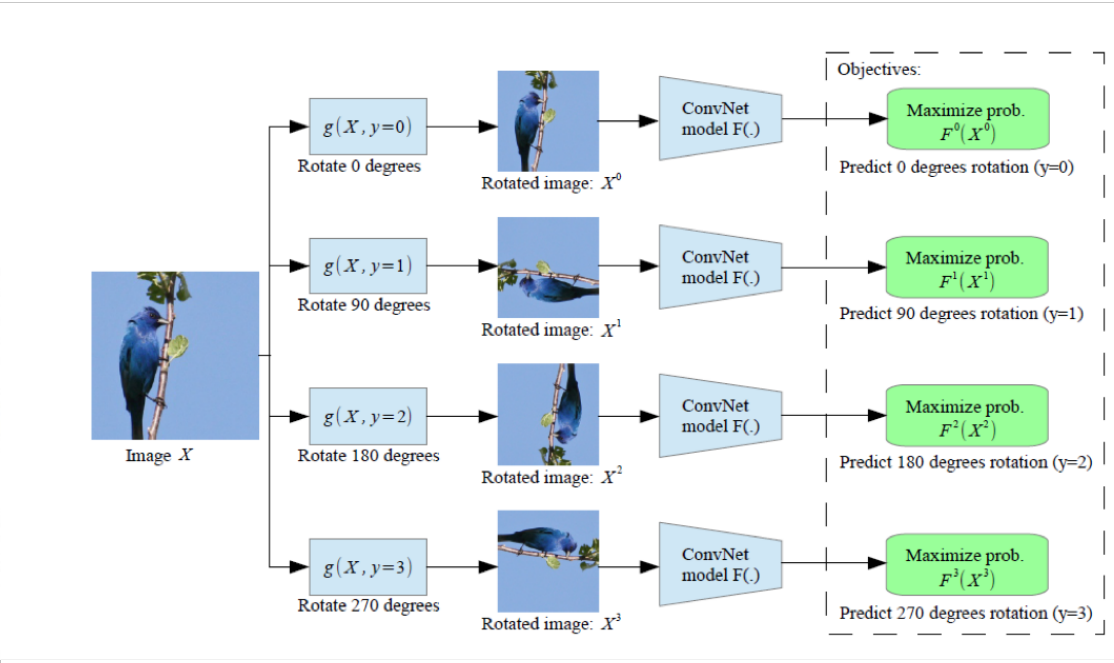 Objectives:
g(X, y=0)
Rotate 0 degrees
Rotated image: X⁰
ConvNet
model F(.)
Maximize prob.
F⁰(X⁰)
Predict 0 degrees rotation (y=0)
g(X, y=1)
Rotate 90 degrees
Rotated image: X¹
ConvNet
model F(.)
Maximize prob.
F¹(X¹)
Predict 90 degrees rotation (y=1)
Image X
g(X, y=2)
Rotate 180 degrees
Rotated image: X²
ConvNet
model F(.)
Maximize prob.
F²(X²)
Predict 180 degrees rotation (y=2)
g(X, y=3)
Rotate 270 degrees
Rotated image: X³
ConvNet
model F(.)
Maximize prob.
F³(X³)
Predict 270 degrees rotation (y=3)